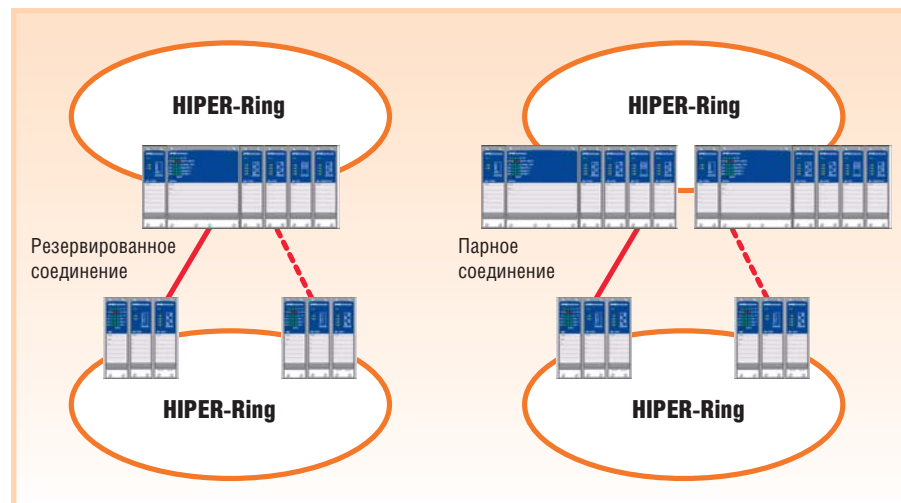 HIPER-Ring
HIPER-Ring
Резервированное
соединение
Парное
соединение
HIPER-Ring
HIPER-Ring